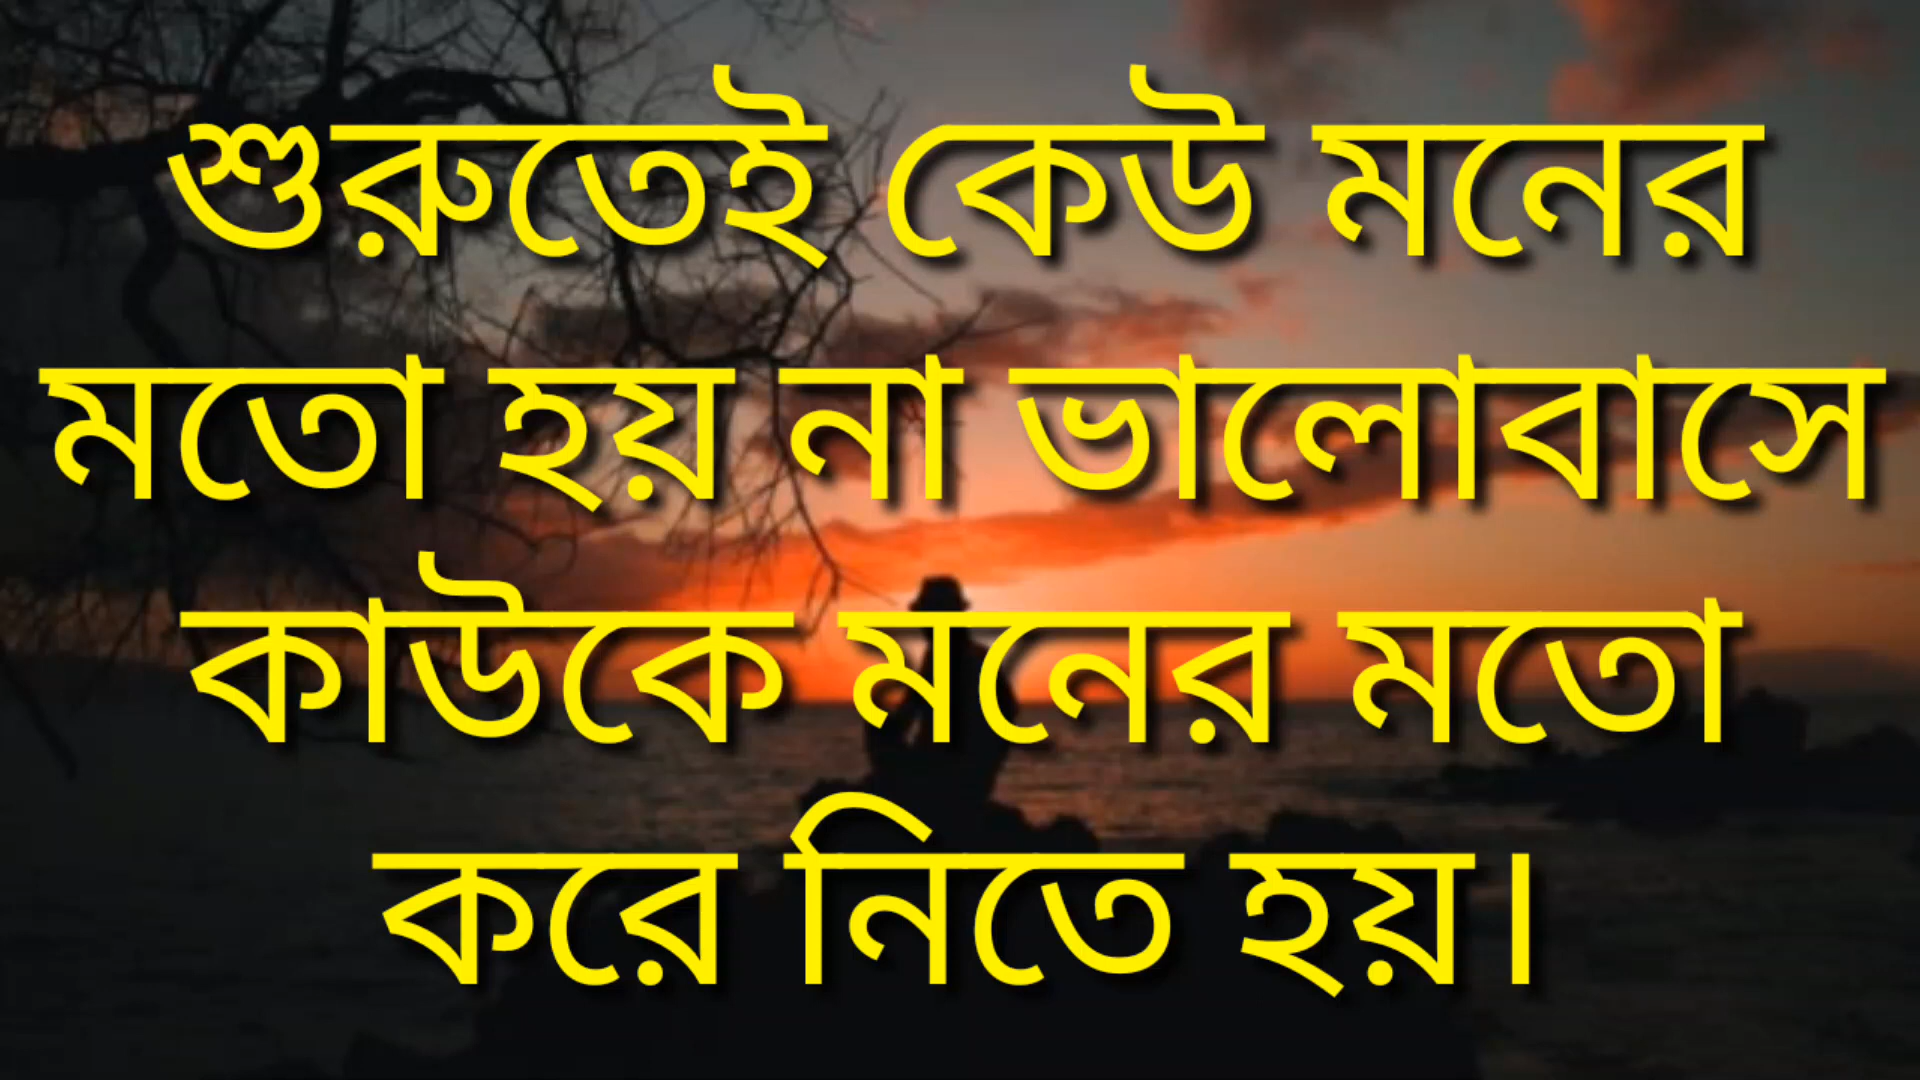 শুরুতেই কেউ মনের
মতো হয় না ভালোবাসে
কাউকে মনের মতো
করে নিতে হয়।